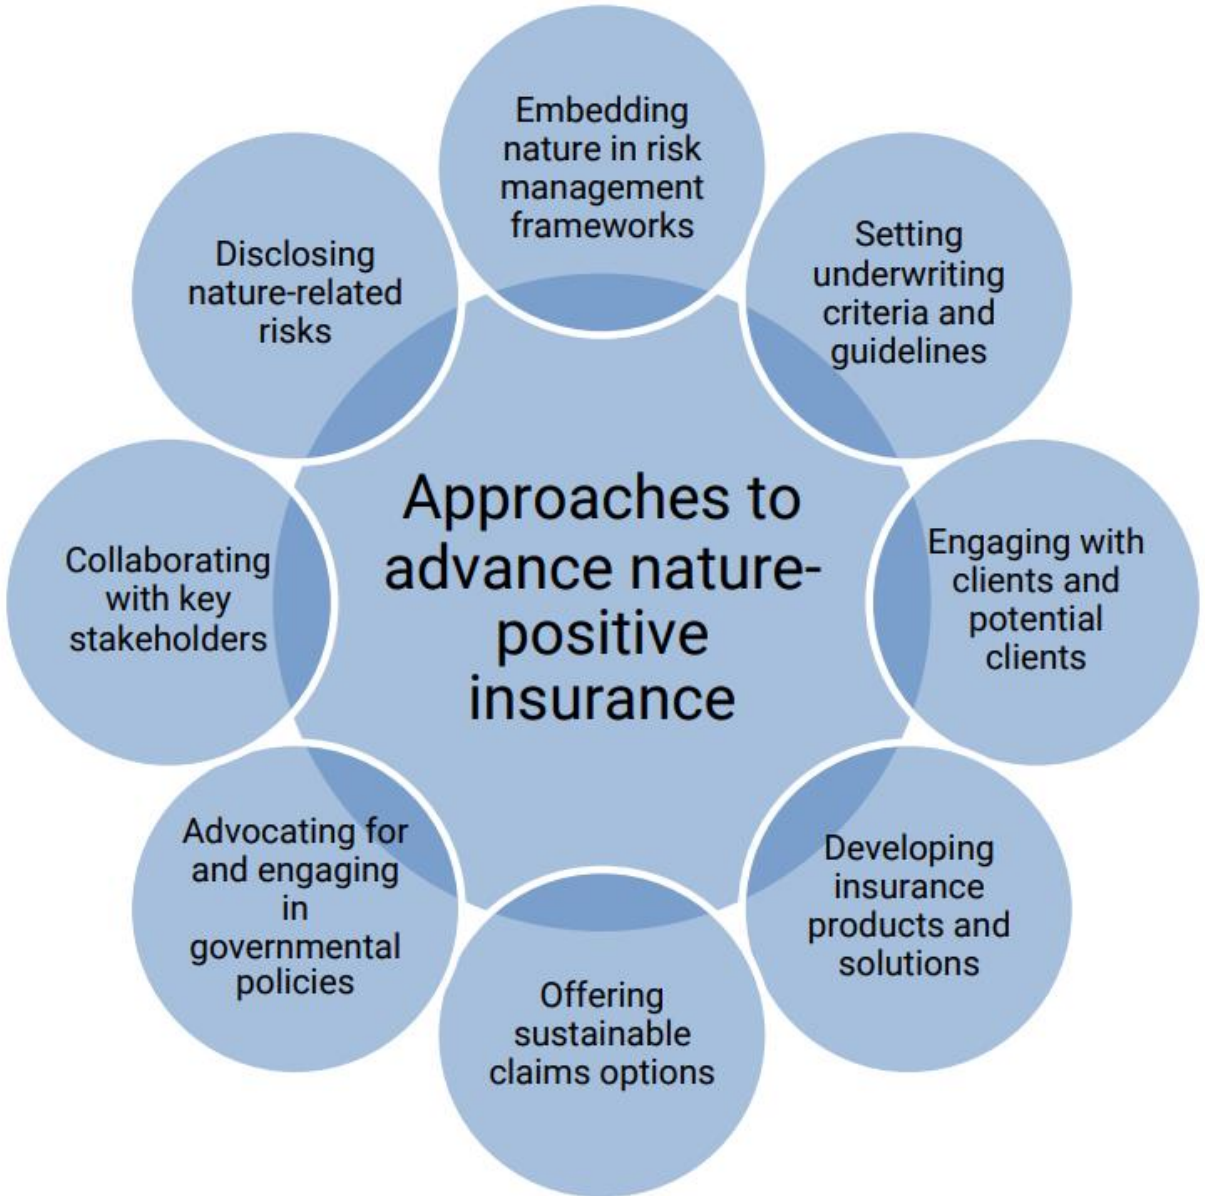 Embedding
nature in risk
management
frameworks
Setting
underwriting
criteria and
guidelines
Engaging with
clients and
potential
clients
Developing
insurance
products and
solutions
Offering
sustainable
claims options
Advocating for
and engaging
in
governmental
policies
Collaborating
with key
stakeholders
Disclosing
nature-related
risks
Approaches to
advance nature-
positive
insurance